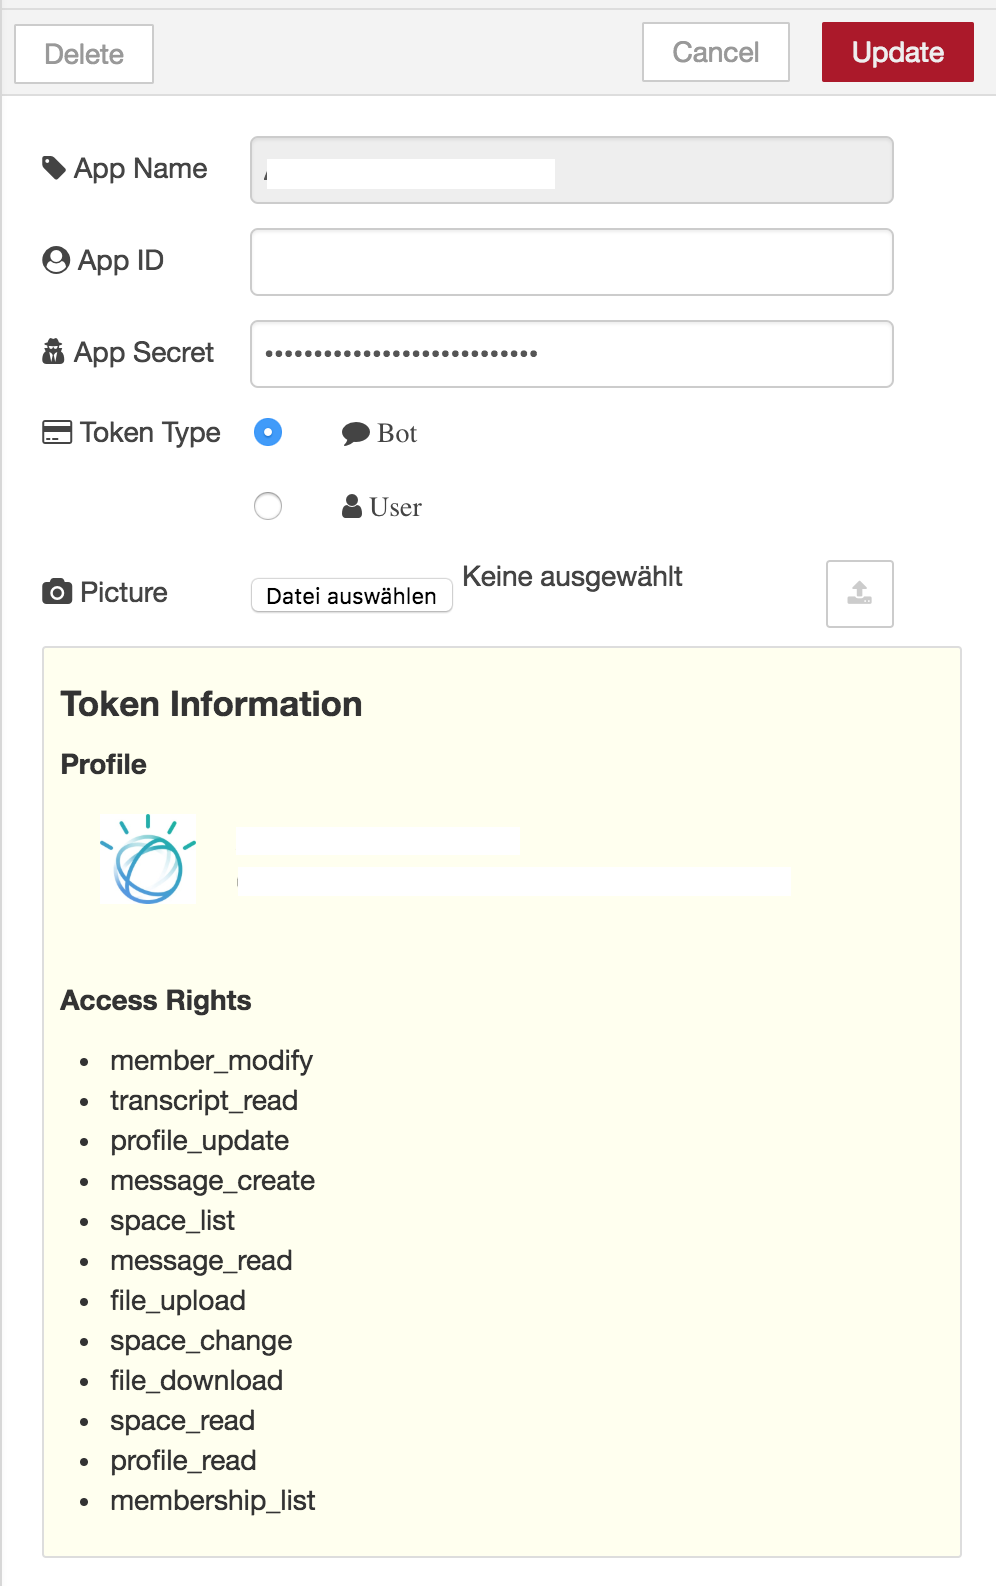 Delete Cancel Update
App Name
App ID
App Secret ••••••••••••••••••••••••••••
Token Type Bot
User
Picture Datei auswählen Keine ausgewählt
Token Information
Profile
Access Rights
• member_modify
• transcript_read
• profile_update
• message_create
• space_list
• message_read
• file_upload
• space_change
• file_download
• space_read
• profile_read
• membership_list